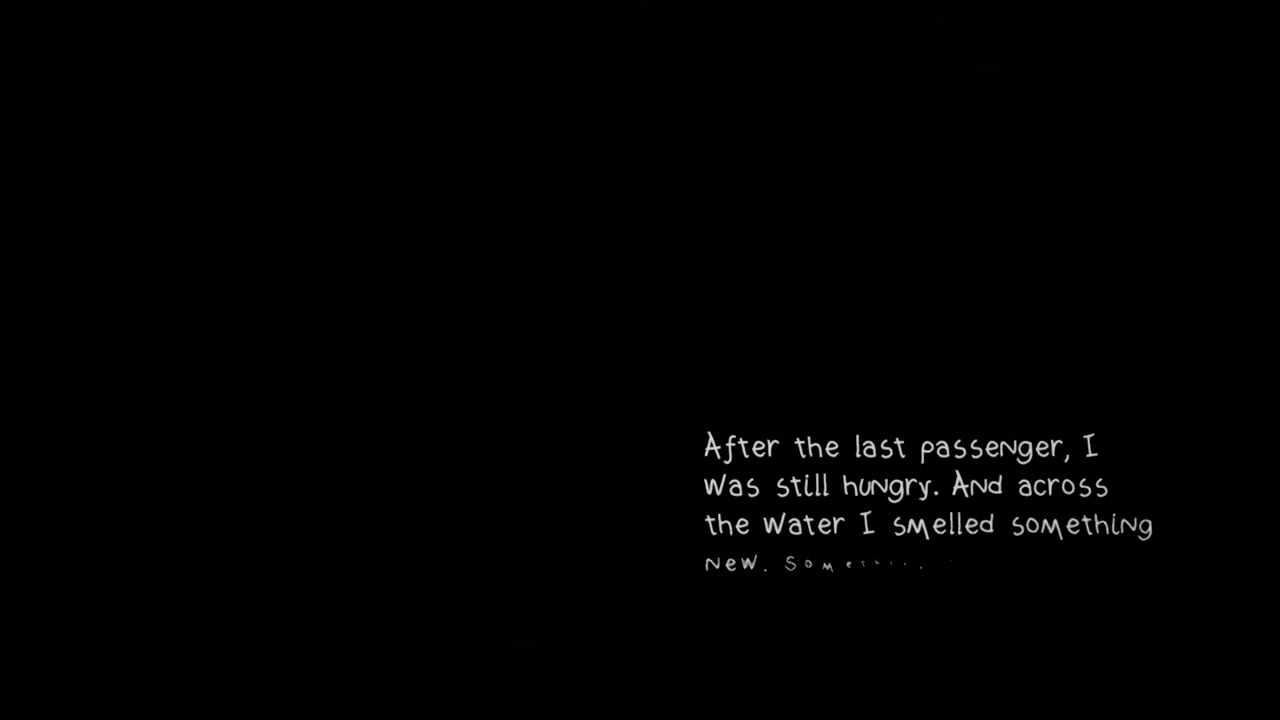 After the last passenger, I
was still hungry. And across
the water I smelled something
new.